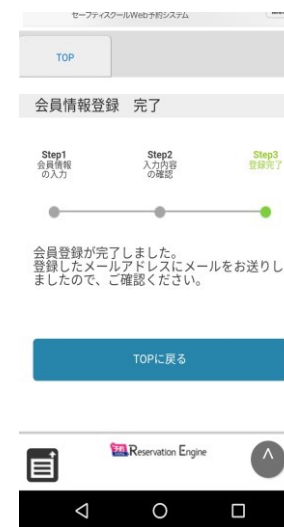 セーフティスクールWeb予約システム
TOP
会員情報登録　完了
Step1
会員情報
の入力
Step2
入力内容
の確認
Step3
登録完了
会員登録が完了しました。
登録したメールアドレスにメールをお送りし
ましたので、ご確認ください。
TOPに戻る
予約 Reservation Engine